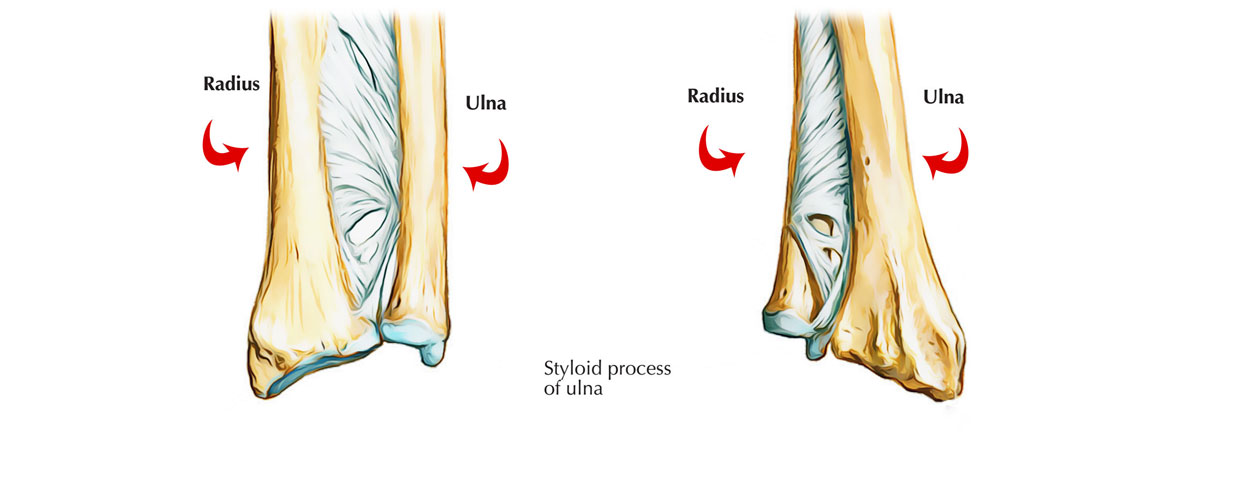 Radius
Ulna
Radius
Ulna
Styloid process
of ulna